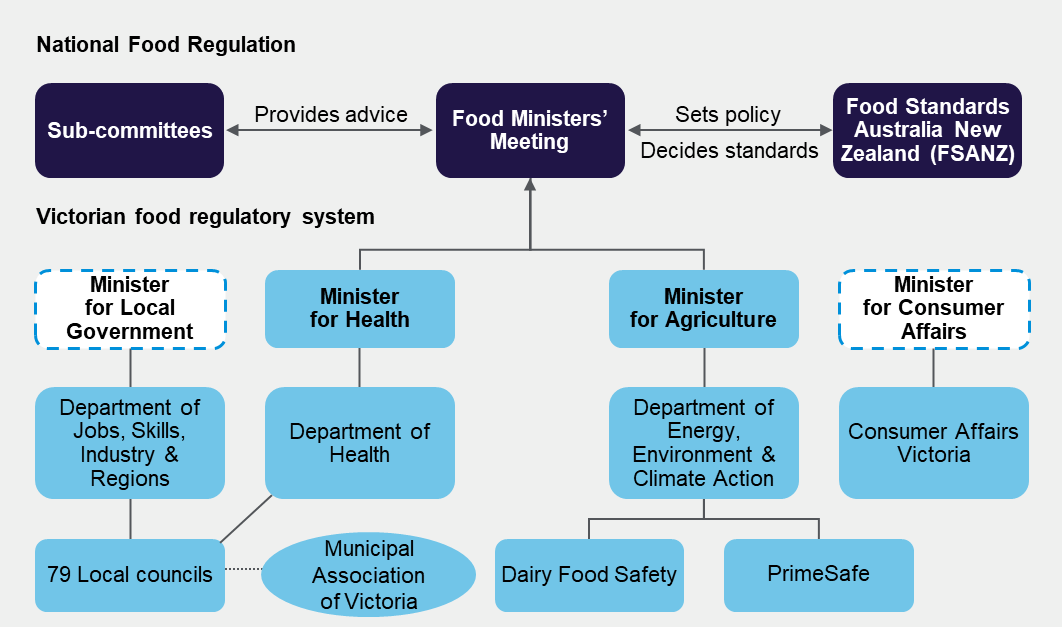 National Food Regulation
Sub-committees
Provides advice
Food Ministers’
Meeting
Sets policy
Decides standards
Food Standards
Australia New
Zealand (FSANZ)
Victorian food regulatory system
Minister
for Local
Government
Minister
for Health
Minister
for Agriculture
Minister
for Consumer
Affairs
Department of
Jobs, Skills,
Industry &
Regions
Department of
Health
Department of
Energy,
Environment &
Climate Action
Consumer Affairs
Victoria
79 Local councils
Municipal
Association
of Victoria
Dairy Food Safety
PrimeSafe